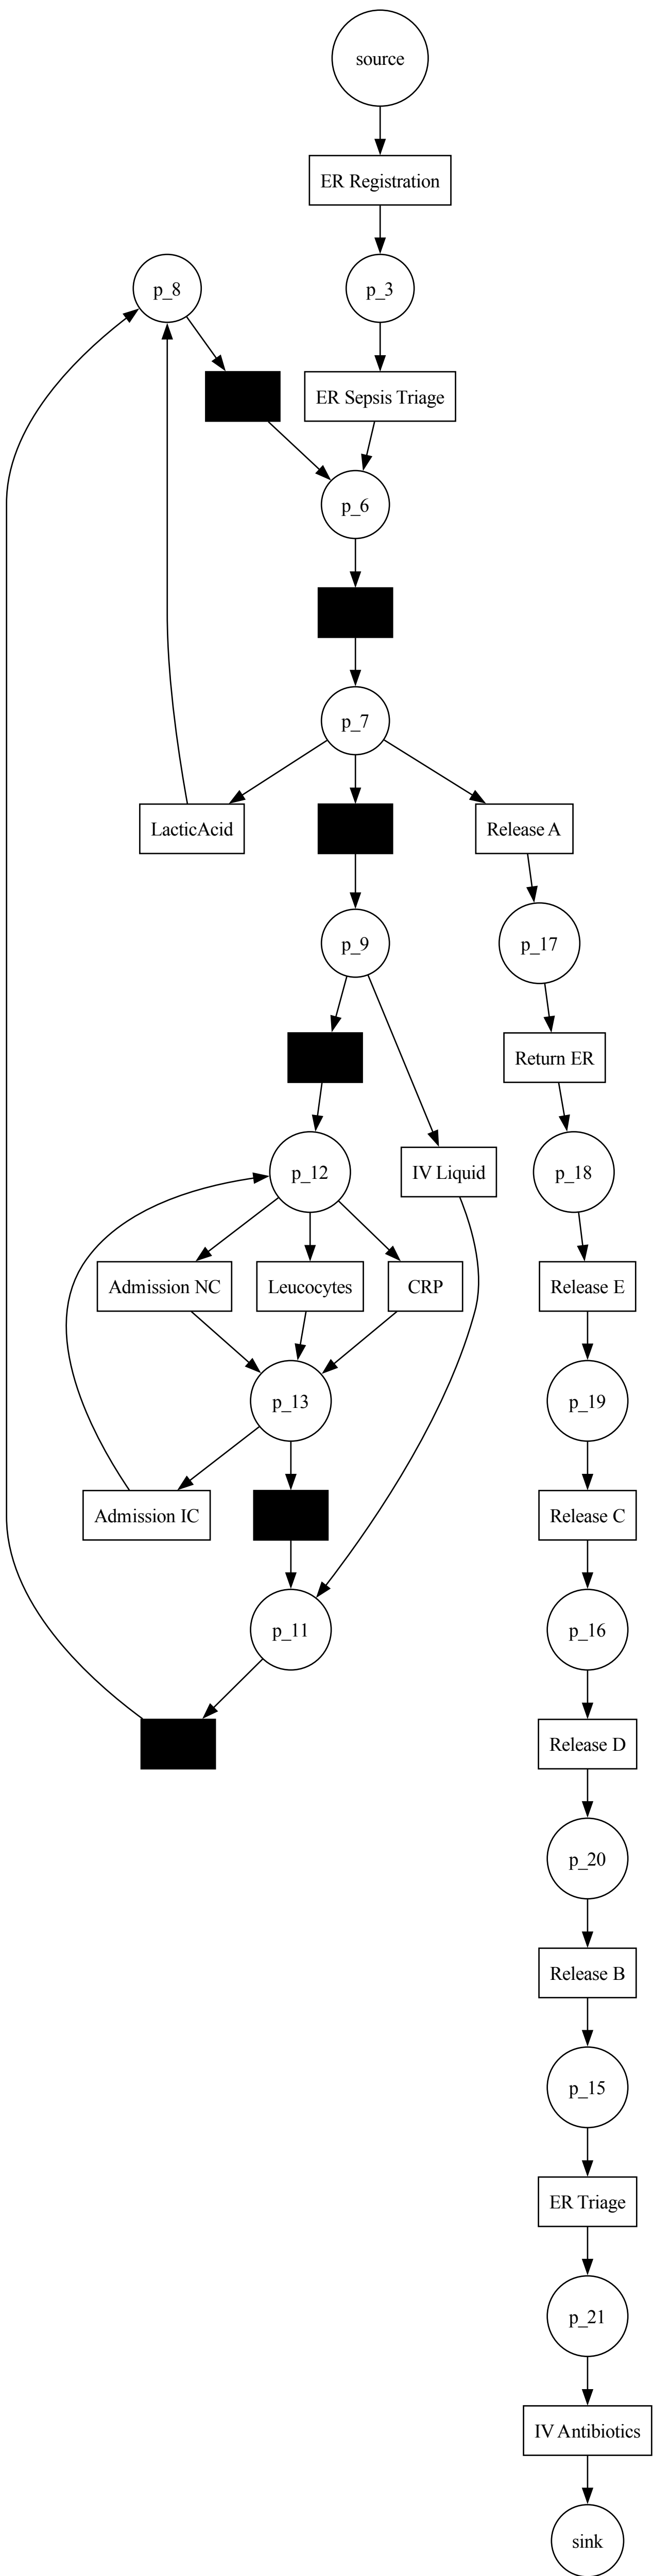 source
ER Registration
p_8
p_3
ER Sepsis Triage
p_6
p_7
LacticAcid
Release A
p_9
p_17
Return ER
p_12
IV Liquid
p_18
Admission NC
Leucocytes
CRP
Release E
p_13
p_19
Admission IC
Release C
p_11
p_16
Release D
p_20
Release B
p_15
ER Triage
p_21
IV Antibiotics
sink